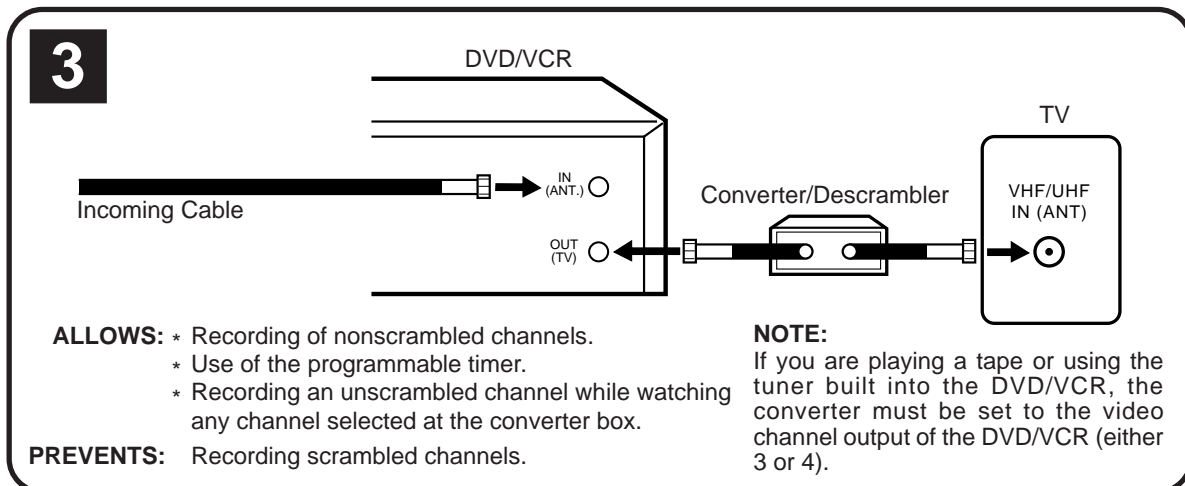 3
DVD/VCR
TV
IN
(ANT.)
Incoming Cable
Converter/Descrambler
VHF/UHF
IN (ANT)
OUT
(TV)
ALLOWS: * Recording of nonscrambled channels.
* Use of the programmable timer.
* Recording an unscrambled channel while watching
any channel selected at the converter box.
PREVENTS: Recording scrambled channels.
NOTE:
If you are playing a tape or using the
tuner built into the DVD/VCR, the
converter must be set to the video
channel output of the DVD/VCR (either
3 or 4).